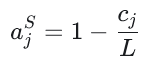 a_j^S = 1 - \frac{c_j}{L}